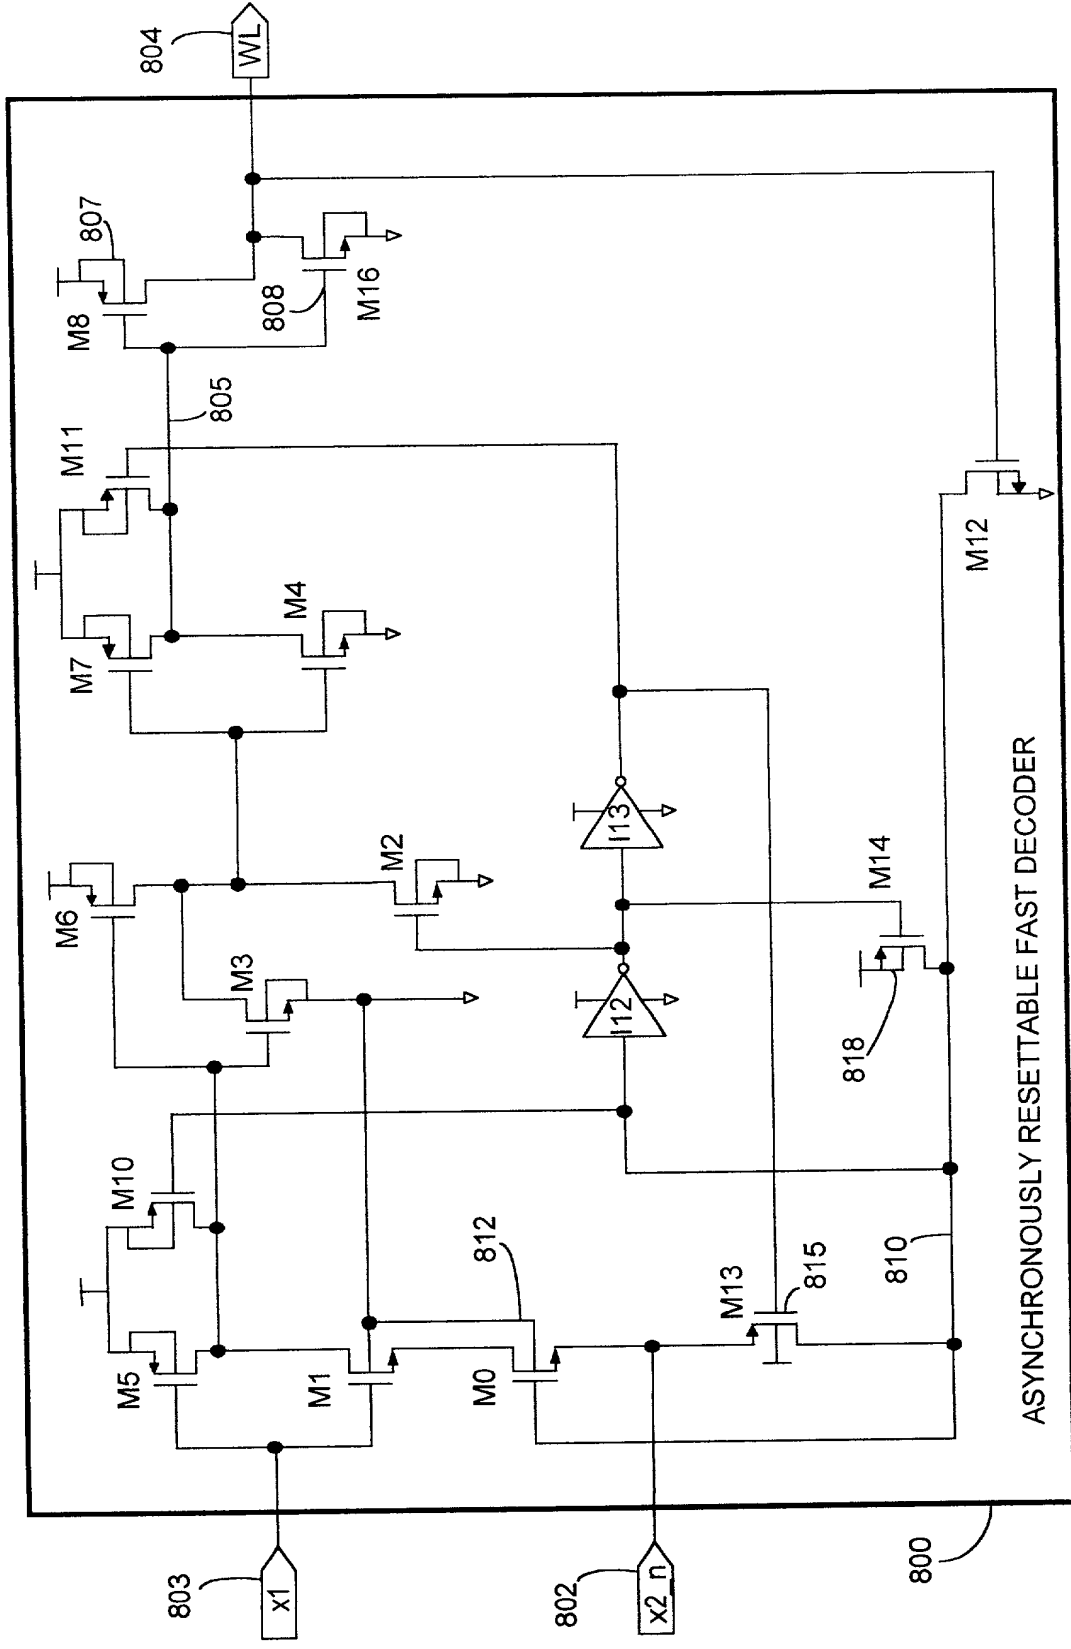 804
WL
807
M8
808
M16
805
M11
M7
M4
M6
M3
M2
I13
I12
M14
818
M12
M10
M5
M1
812
M0
M13
815
810
803
x1
802
x2_n
800
ASYNCHRONOUSLY RESETTABLE FAST DECODER